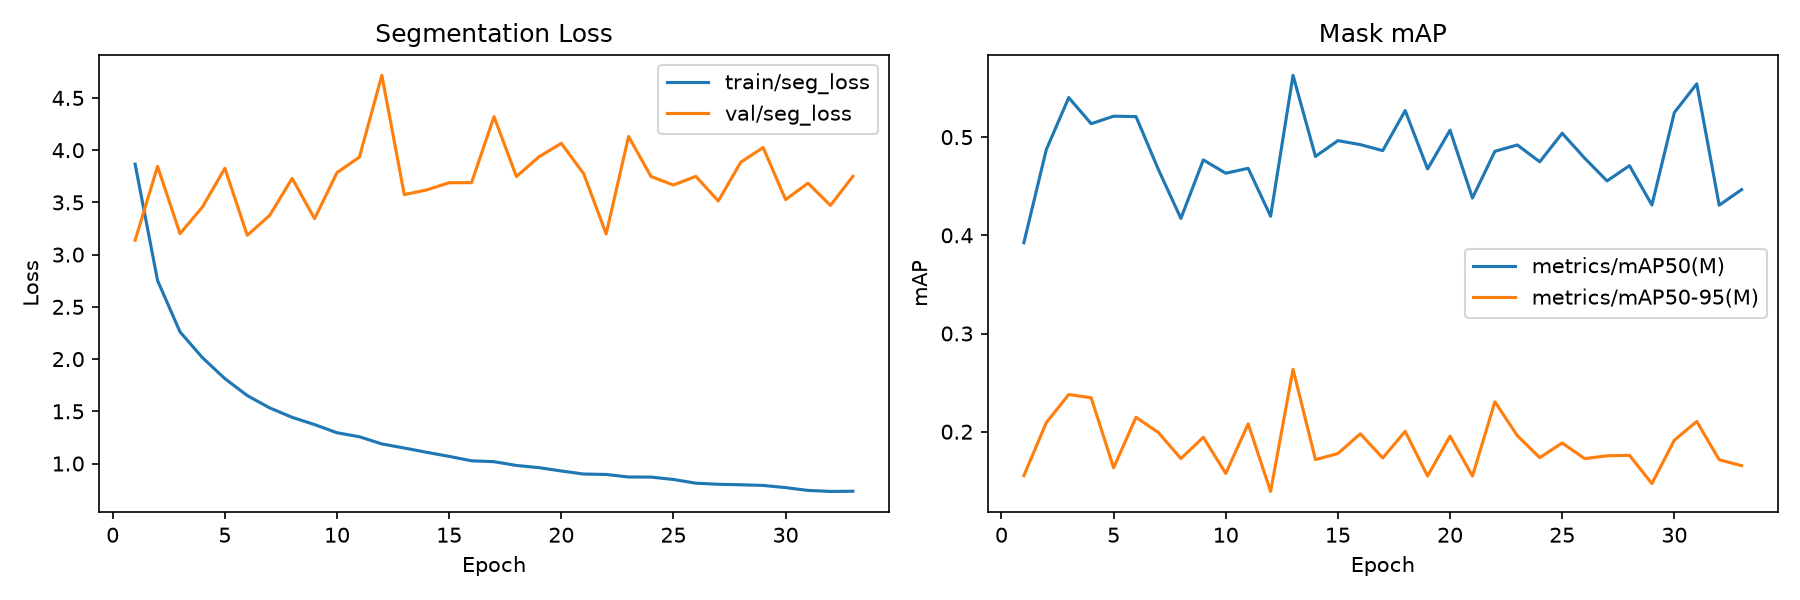 Segmentation Loss
train/seg_loss
val/seg_loss
4.5
4.0
3.5
3.0
2.5
2.0
1.5
1.0
Loss
0 5 10 15 20 25 30
Epoch
Mask mAP
metrics/mAP50(M)
metrics/mAP50-95(M)
0.5
0.4
0.3
0.2
mAP
0 5 10 15 20 25 30
Epoch